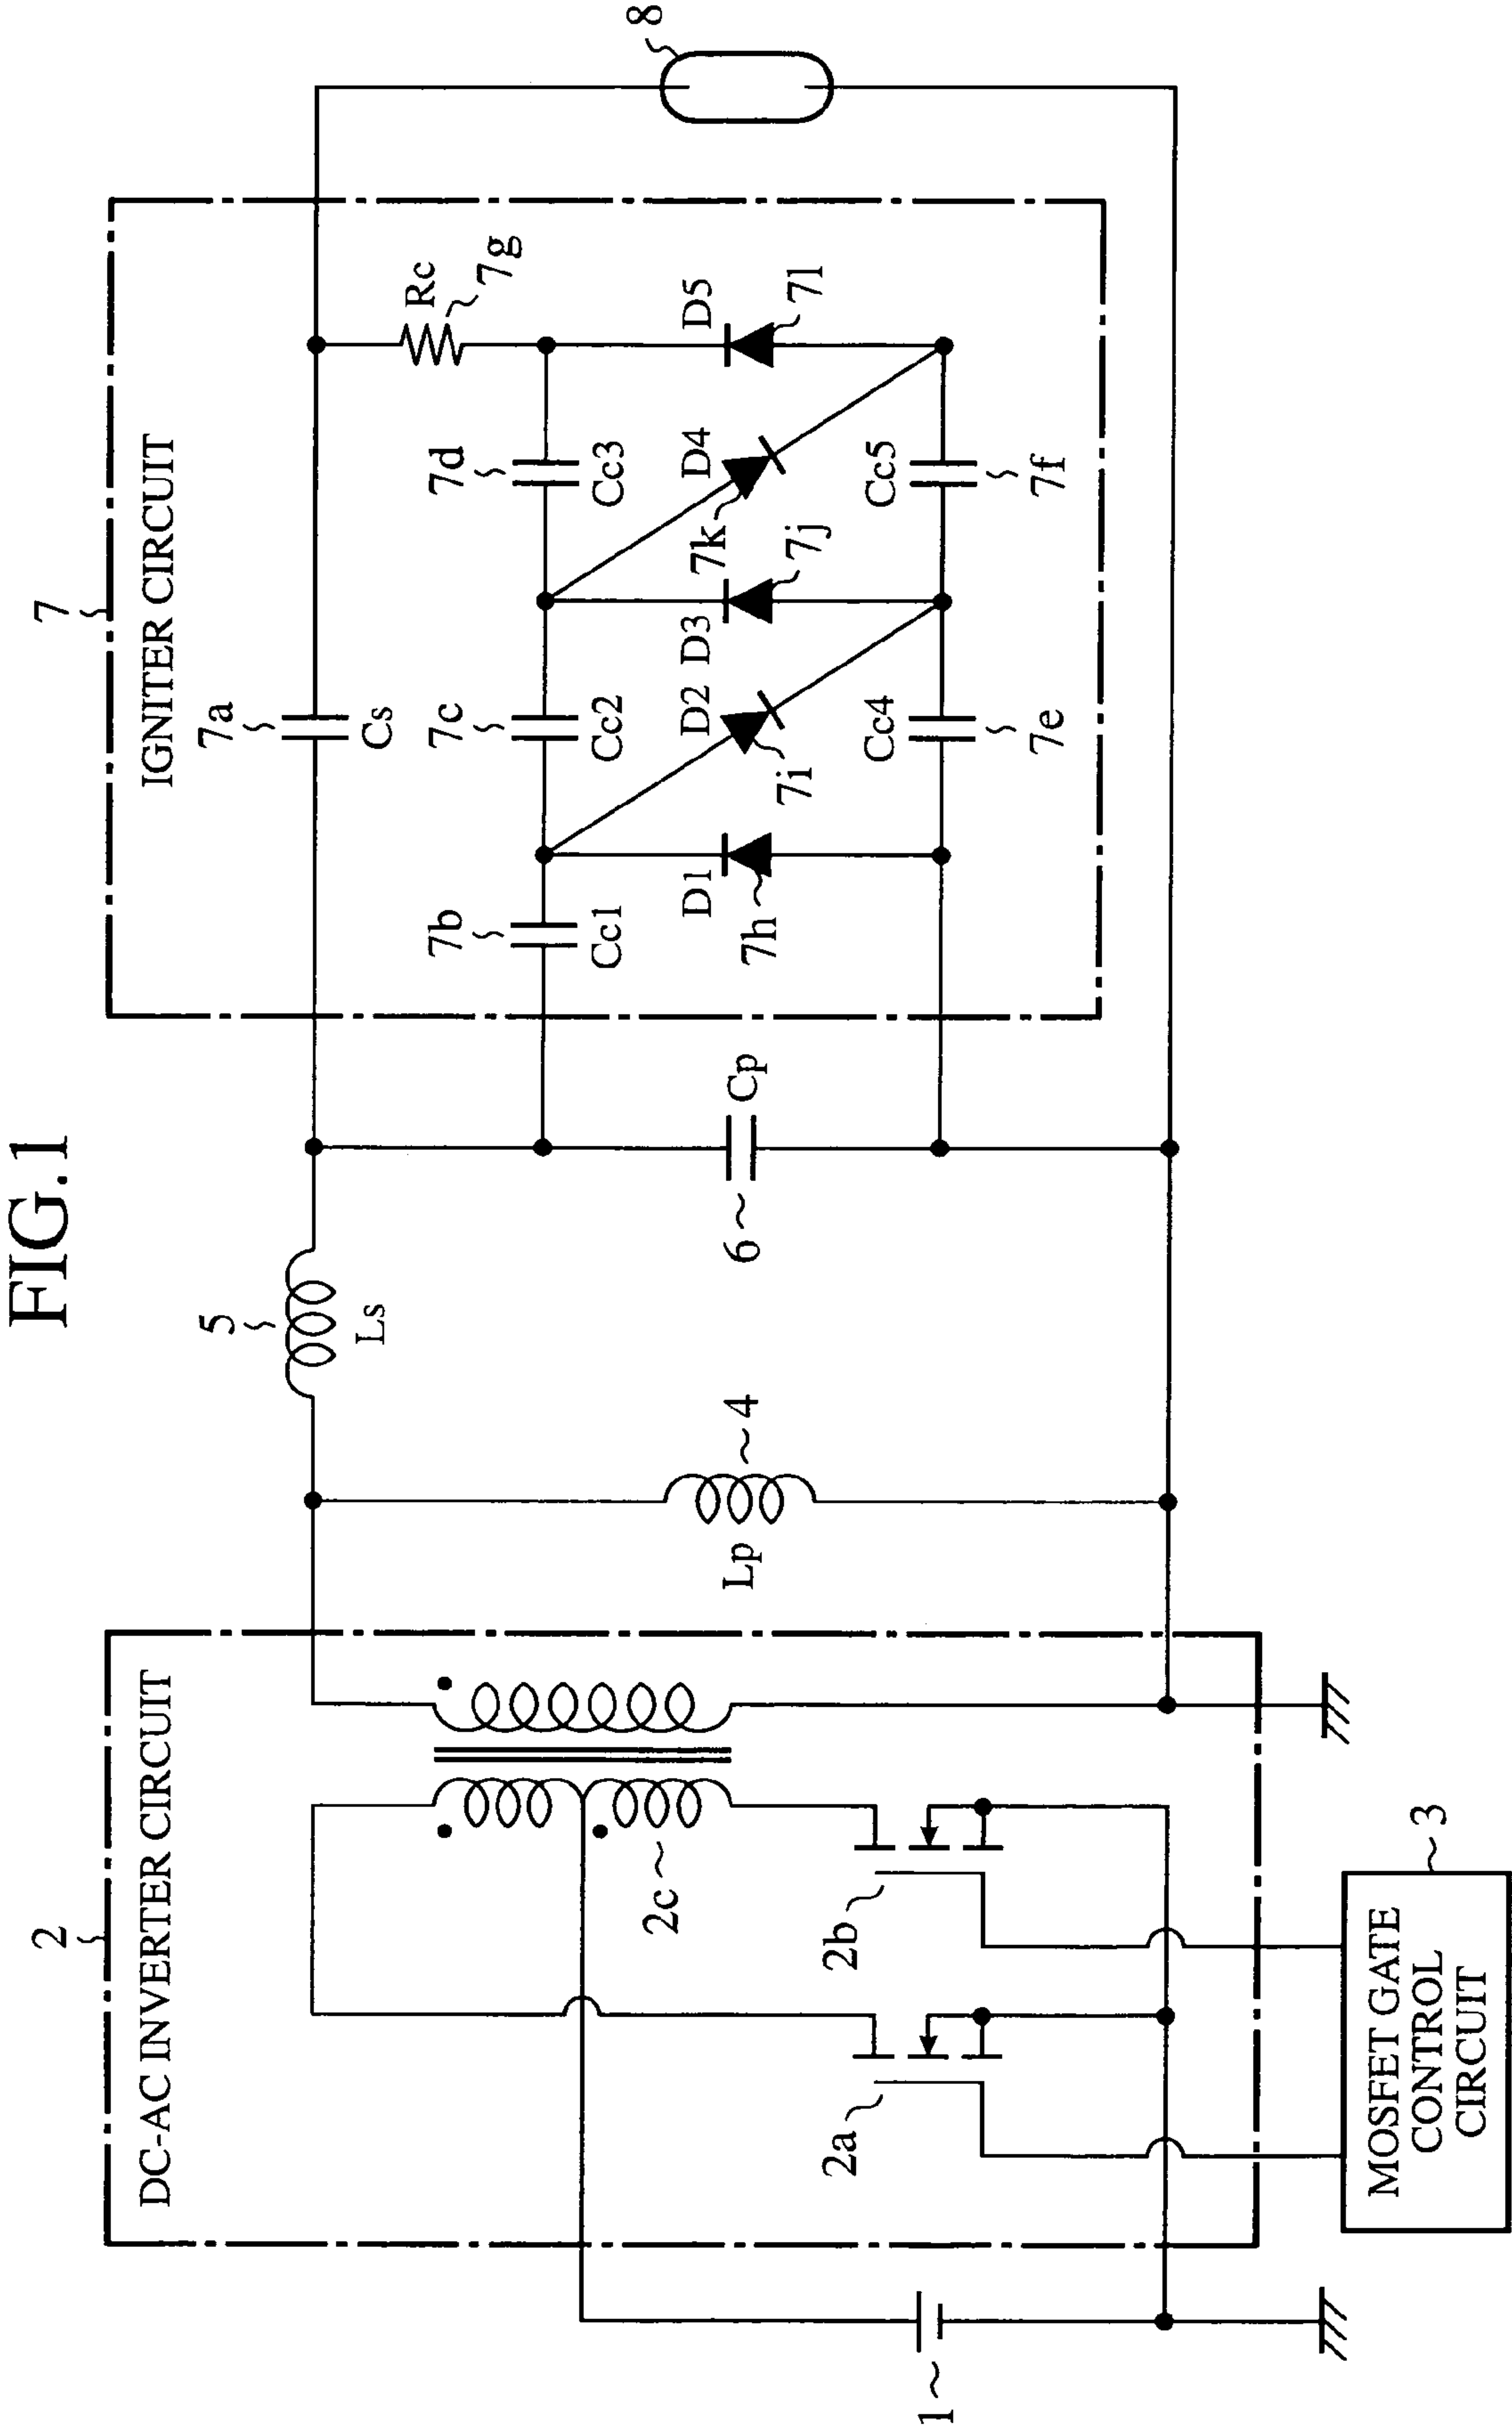 FIG.1
2
DC-AC INVERTER CIRCUIT
7
IGNITER CIRCUIT
5
Ls
7a
Cs
Rc
7g
8
7b
Cc1
7c
Cc2
7d
Cc3
2c
Lp
4
6
Cp
D1
7h
D2
7i
D3
7j
D4
7k
D5
7l
Cc4
7e
Cc5
7f
1
2a
2b
MOSFET GATE
CONTROL
CIRCUIT
3